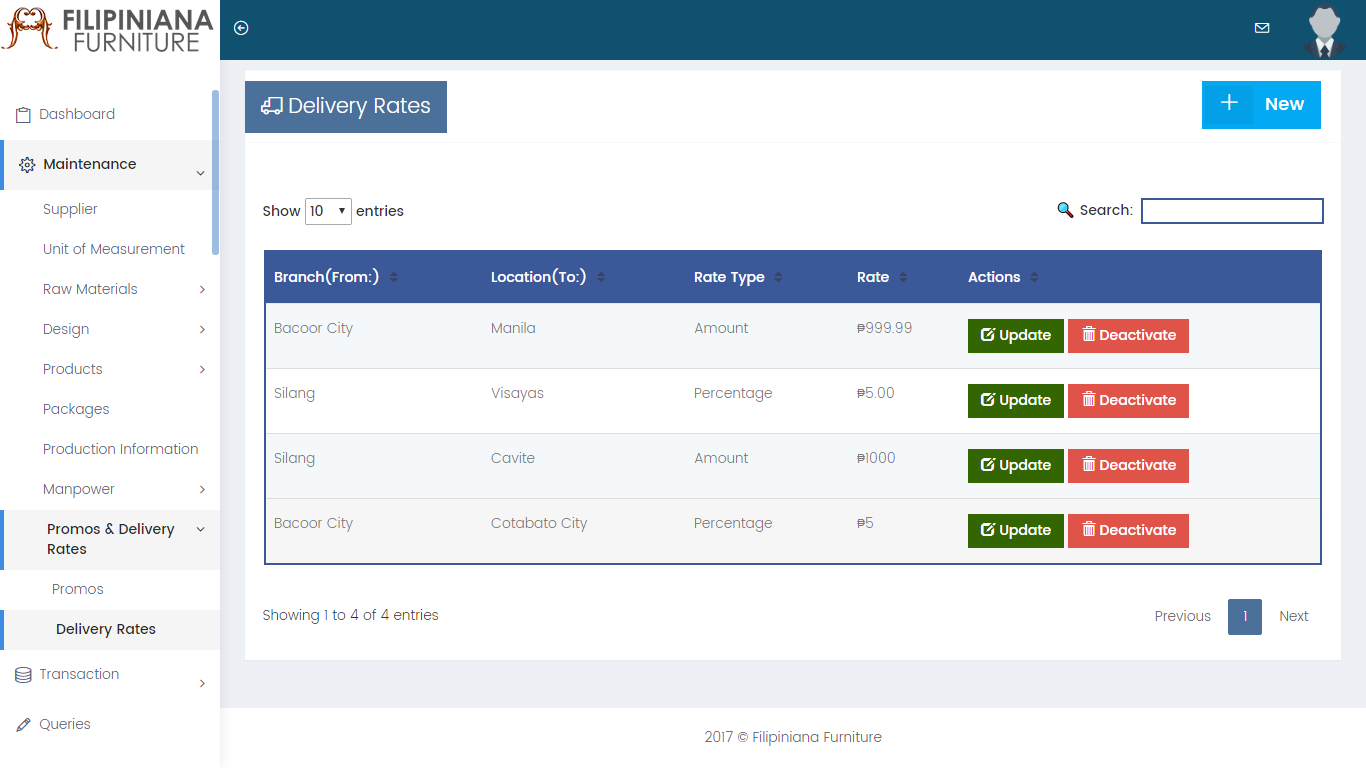 FILIPINIANA
FURNITURE
Dashboard
Maintenance
Supplier
Unit of Measurement
Raw Materials
Design
Products
Packages
Production Information
Manpower
Promos & Delivery
Rates
Promos
Delivery Rates
Transaction
Queries
Delivery Rates
New
Show 10 entries
Search:
Branch(From:) Location(To:) Rate Type Rate Actions
Bacoor City Manila Amount ₱999.99 Update Deactivate
Silang Visayas Percentage ₱5.00 Update Deactivate
Silang Cavite Amount ₱1000 Update Deactivate
Bacoor City Cotabato City Percentage ₱5 Update Deactivate
Showing 1 to 4 of 4 entries
Previous 1 Next
2017 © Filipiniana Furniture